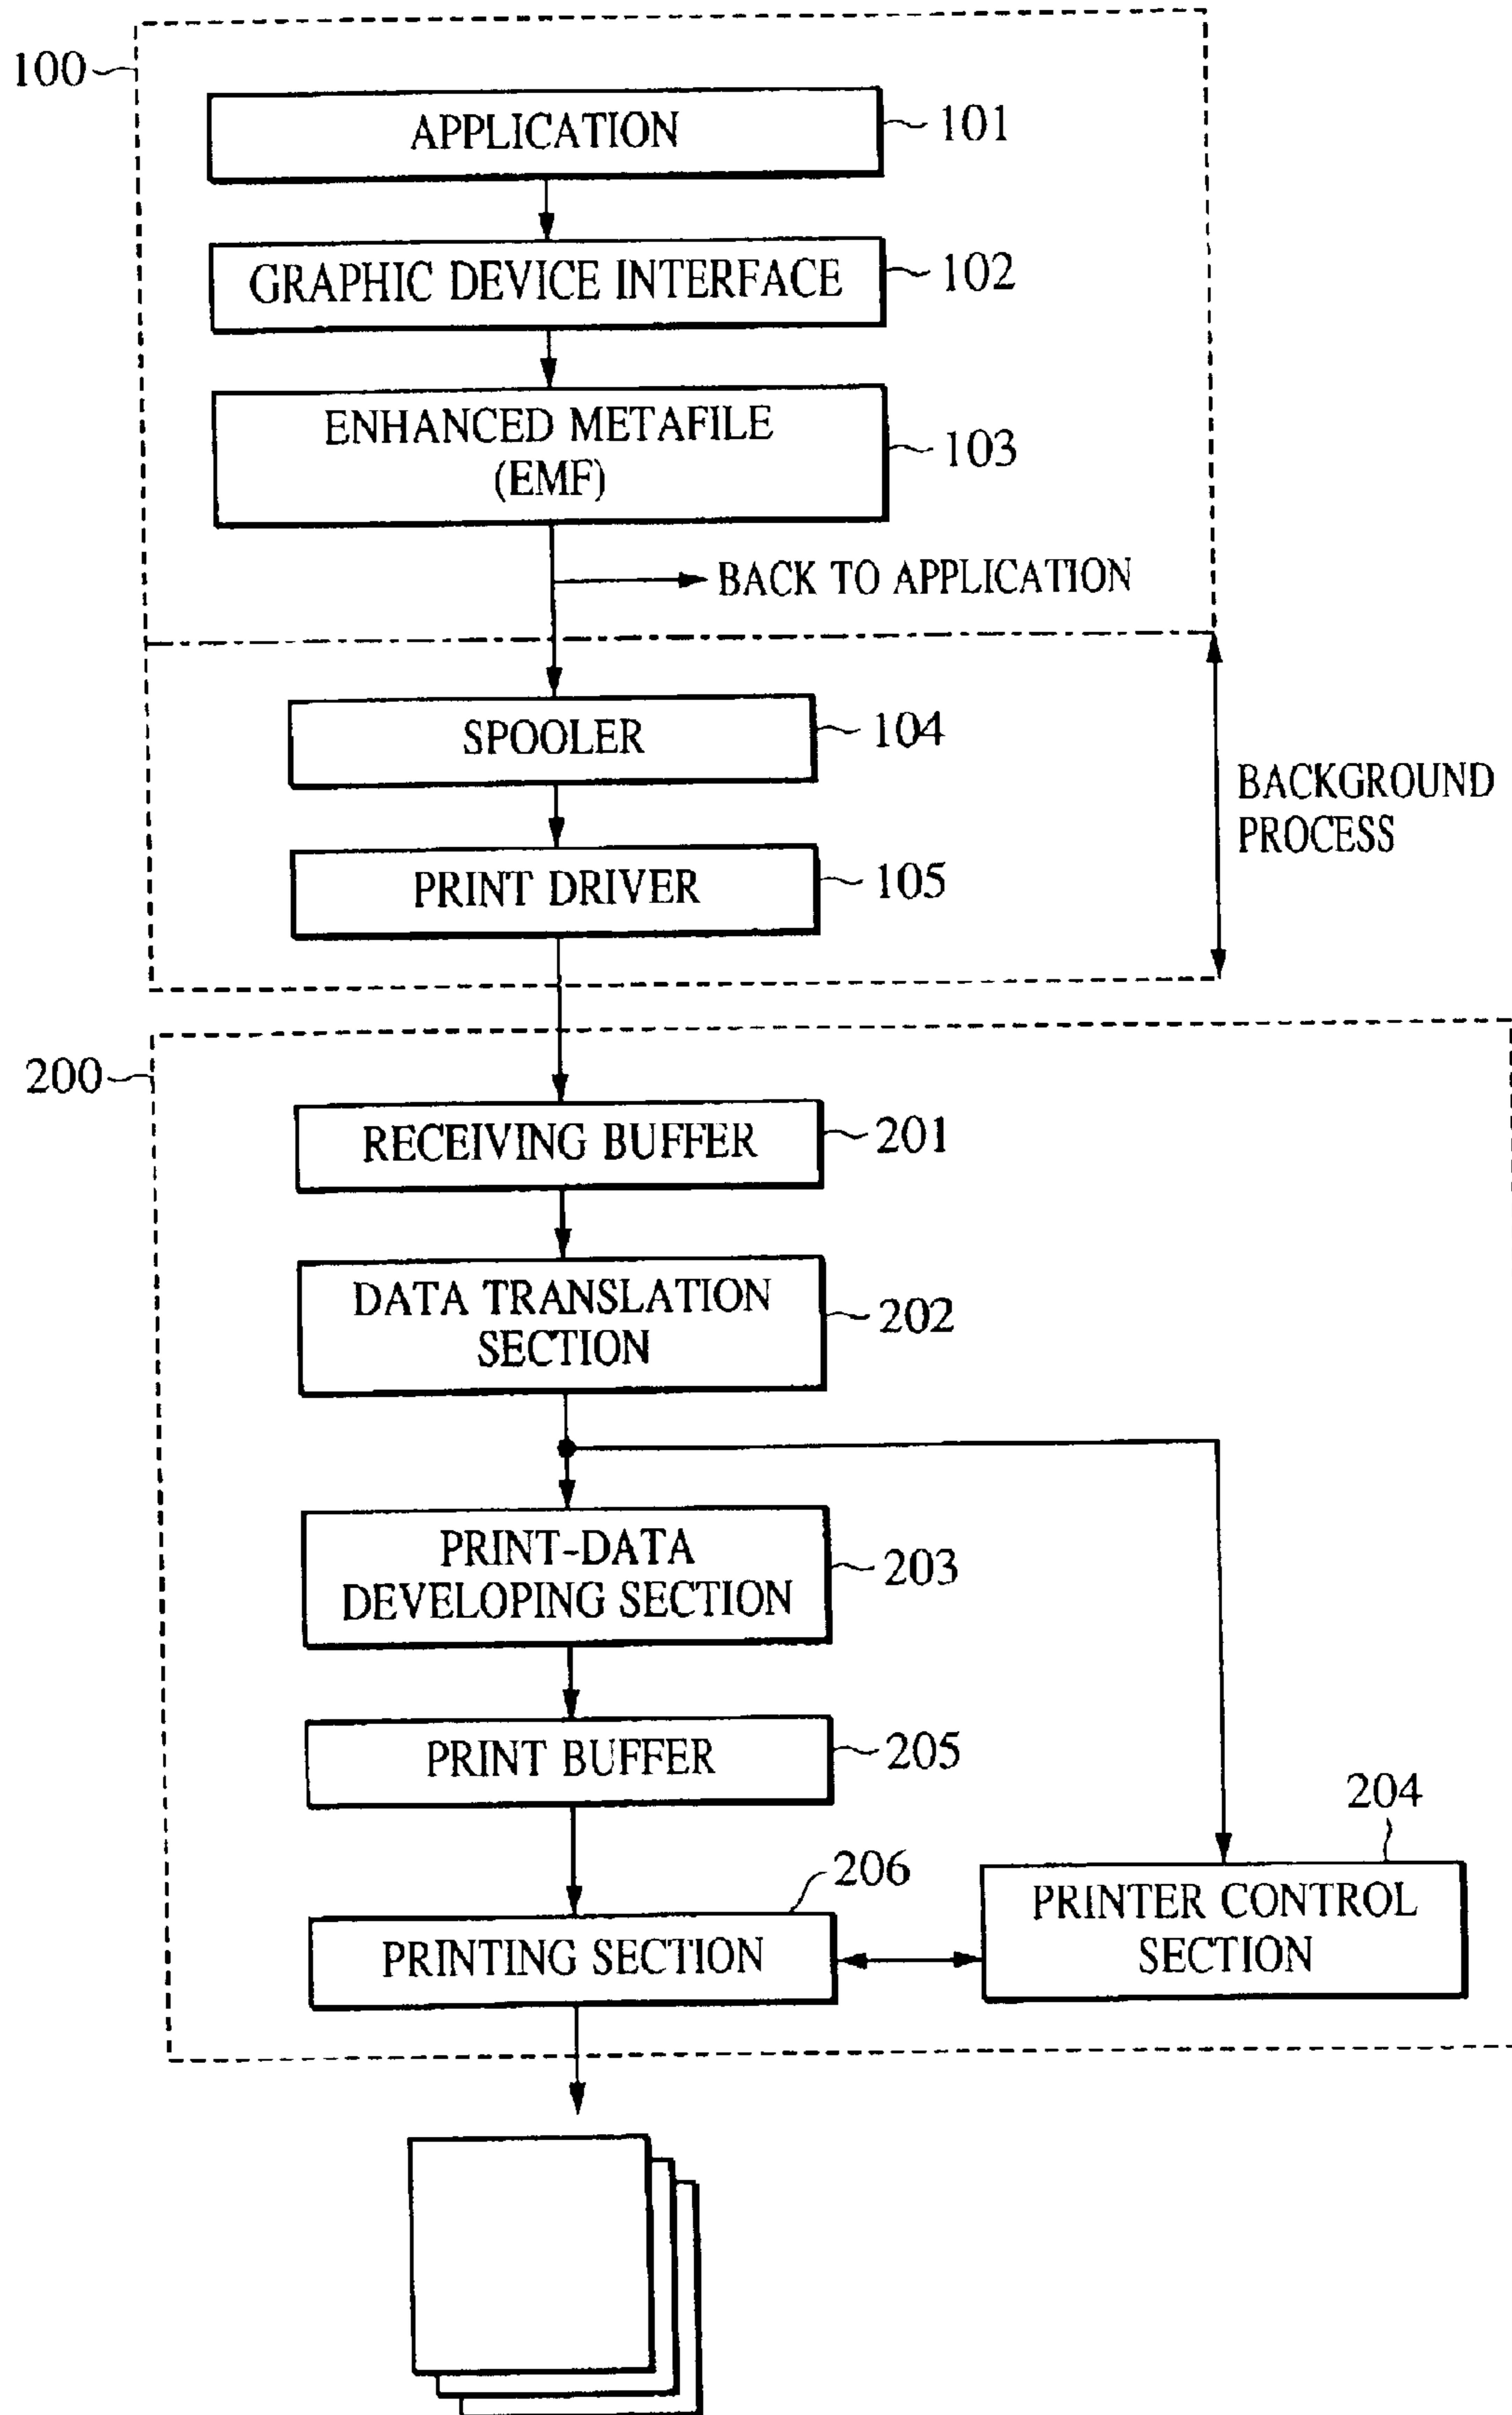 100
APPLICATION
101
GRAPHIC DEVICE INTERFACE
102
ENHANCED METAFILE
(EMF)
103
BACK TO APPLICATION
SPOOLER
104
BACKGROUND
PROCESS
PRINT DRIVER
105
200
RECEIVING BUFFER
201
DATA TRANSLATION
SECTION
202
PRINT-DATA
DEVELOPING SECTION
203
PRINT BUFFER
205
204
206
PRINTING SECTION
PRINTER CONTROL
SECTION